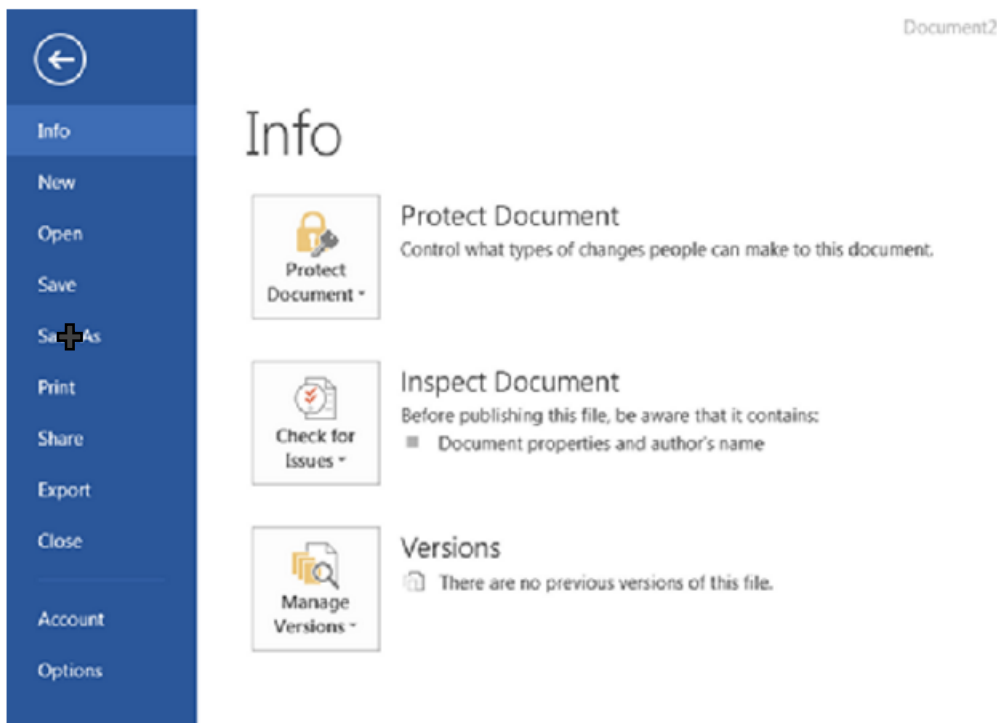 Document2
Info
New
Open
Save
As
Print
Share
Export
Close
Account
Options
Info
Protect
Document
Protect Document
Control what types of changes people can make to this document.
Check for
Issues
Inspect Document
Before publishing this file, be aware that it contains:
Document properties and author's name
Manage
Versions
Versions
There are no previous versions of this file.